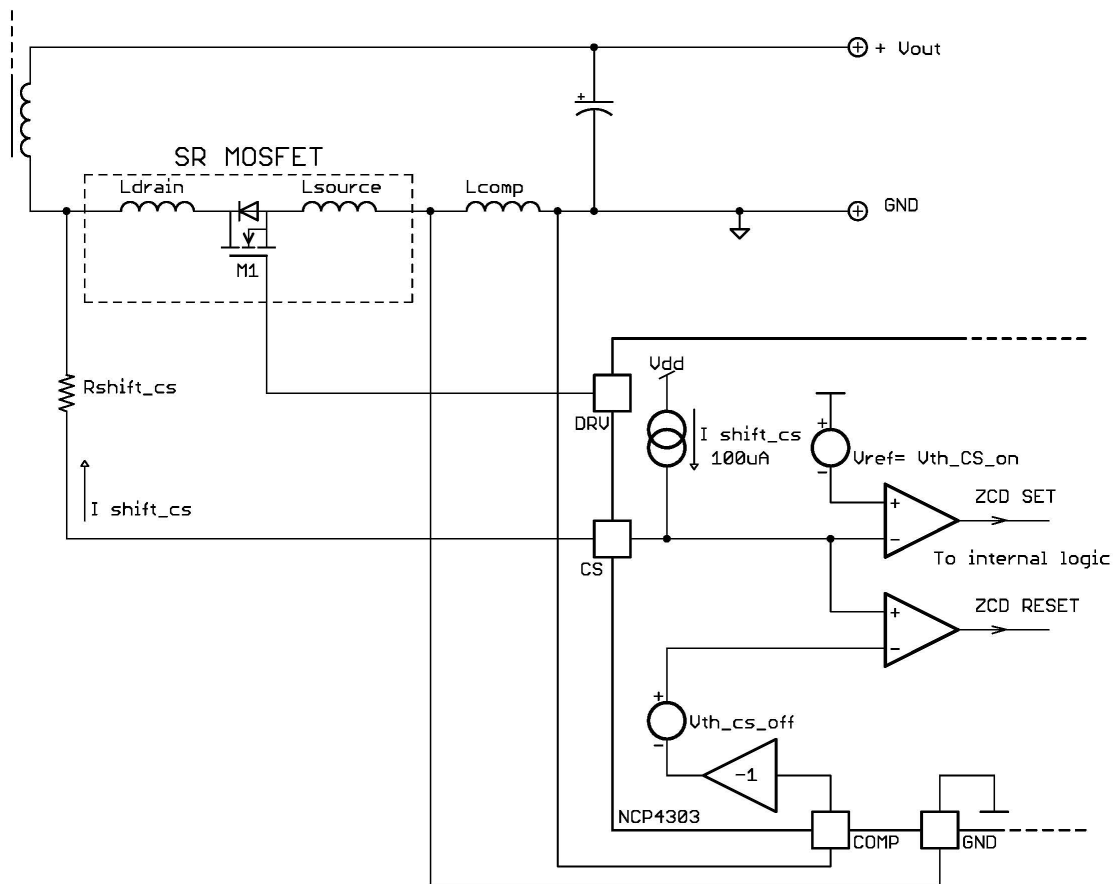 + Vout
+
SR MOSFET
Ldrain
Lsource
Lcomp
GND
M1
Rshift_cs
Vdd
DRV
I shift_cs
100uA
+
Vref= Vth_CS_on
-
I shift_cs
+
ZCD SET
-
To internal logic
CS
+
ZCD RESET
-
+
Vth_cs_off
-
-1
NCP4303
COMP
GND